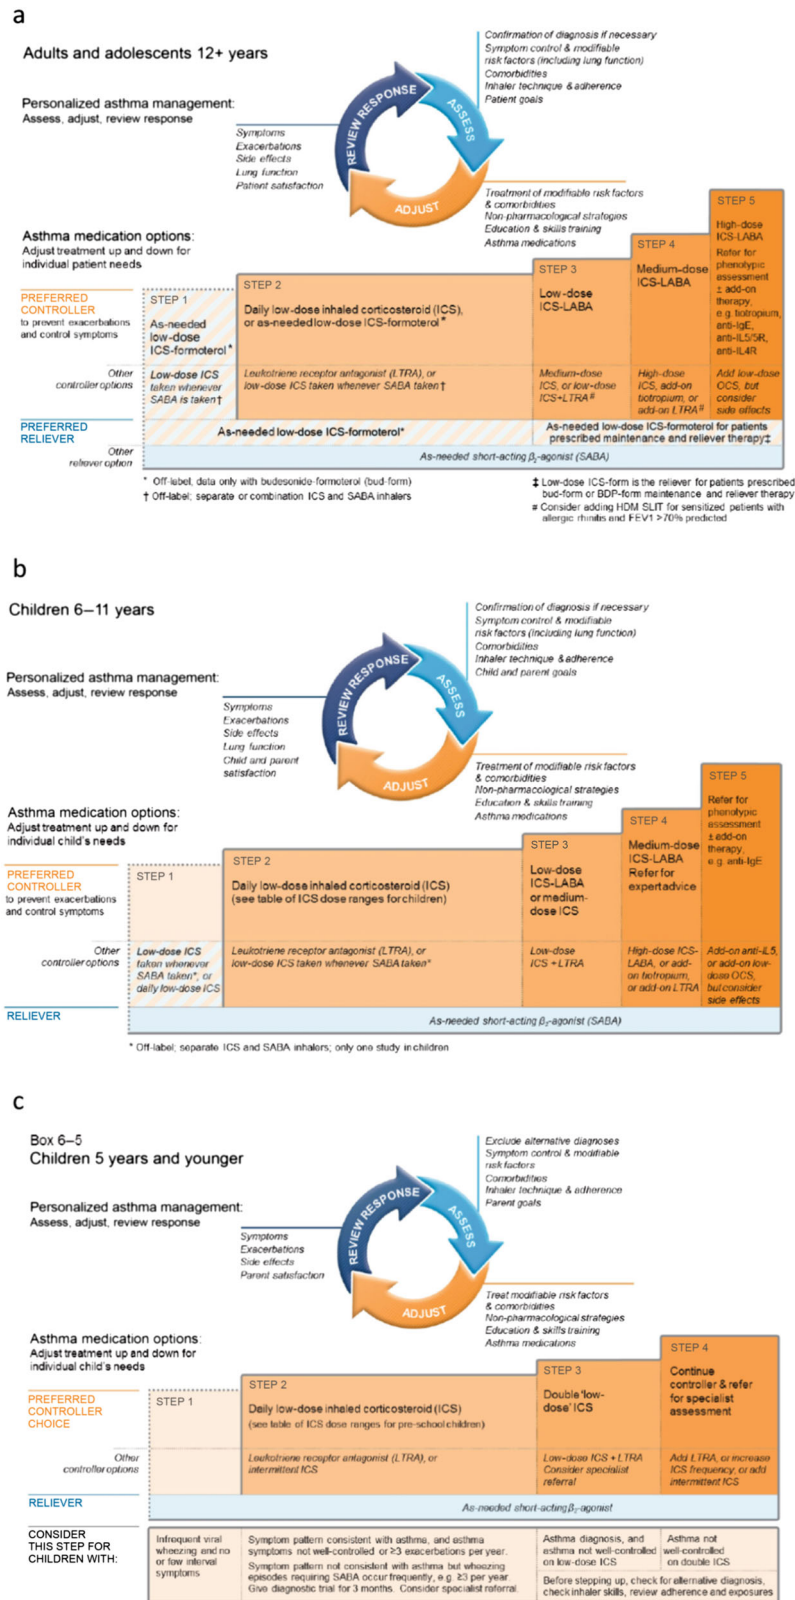 a
Adults and adolescents 12+ years
Confirmation of diagnosis if necessary
Symptom control & modifiable
risk factors (including lung function)
Comorbidities
Inhaler technique & adherence
Patient goals
Personalized asthma management:
Assess, adjust, review response
Symptoms
Exacerbations
Side effects
Lung function
Patient satisfaction
REVIEW RESPONSE
ASSESS
ADJUST
Treatment of modifiable risk factors
& comorbidities
Non-pharmacological strategies
Education & skills training
Asthma medications
Asthma medication options:
Adjust treatment up and down for
individual patient needs
PREFERRED
CONTROLLER
to prevent exacerbations
and control symptoms
STEP 1
As-needed
low-dose
ICS-formoterol*
STEP 2
Daily low-dose inhaled corticosteroid (ICS),
or as-needed low-dose ICS-formoterol*
STEP 3
Low-dose
ICS-LABA
STEP 4
Medium-dose
ICS-LABA
STEP 5
High-dose
ICS-LABA
Refer for
phenotypic
assessment
± add-on
therapy,
e.g. tiotropium,
anti-IgE,
anti-IL5/5R,
anti-IL4R
Other
controller options
Low-dose ICS
taken whenever
SABA is taken†
Leukotriene receptor antagonist (LTRA), or
low-dose ICS taken whenever SABA taken†
Medium-dose
ICS, or low-dose
ICS+LTRA#
High-dose
ICS, add-on
tiotropium, or
add-on LTRA#
Add low-dose
OCS, but
consider
side effects
PREFERRED
RELIEVER
As-needed low-dose ICS-formoterol*
As-needed low-dose ICS-formoterol for patients
prescribed maintenance and reliever therapy‡
Other
reliever option
As-needed short-acting β2-agonist (SABA)
* Off-label; data only with budesonide-formoterol (bud-form)
† Off-label; separate or combination ICS and SABA inhalers
‡ Low-dose ICS-form is the reliever for patients prescribed
bud-form or BDP-form maintenance and reliever therapy
# Consider adding HDM SLIT for sensitized patients with
allergic rhinitis and FEV1 >70% predicted
b
Children 6–11 years
Confirmation of diagnosis if necessary
Symptom control & modifiable
risk factors (including lung function)
Comorbidities
Inhaler technique & adherence
Child and parent goals
Personalized asthma management:
Assess, adjust, review response
Symptoms
Exacerbations
Side effects
Lung function
Child and parent
satisfaction
REVIEW RESPONSE
ASSESS
ADJUST
Treatment of modifiable risk factors
& comorbidities
Non-pharmacological strategies
Education & skills training
Asthma medications
Asthma medication options:
Adjust treatment up and down for
individual child's needs
PREFERRED
CONTROLLER
to prevent exacerbations
and control symptoms
STEP 1
STEP 2
Daily low-dose inhaled corticosteroid (ICS)
(see table of ICS dose ranges for children)
STEP 3
Low-dose
ICS-LABA
or medium-
dose ICS
STEP 4
Medium-dose
ICS-LABA
Refer for
expert advice
STEP 5
Refer for
phenotypic
assessment
± add-on
therapy,
e.g. anti-IgE
Other
controller options
Low-dose ICS
taken whenever
SABA taken*, or
daily low-dose ICS
Leukotriene receptor antagonist (LTRA), or
low-dose ICS taken whenever SABA taken*
Low-dose
ICS + LTRA
High-dose ICS-
LABA, or add-
on tiotropium,
or add-on LTRA
Add-on anti-IL5,
or add-on low-
dose OCS,
but consider
side effects
RELIEVER
As-needed short-acting β2-agonist (SABA)
* Off-label; separate ICS and SABA inhalers; only one study in children
c
Box 6–5
Children 5 years and younger
Exclude alternative diagnoses
Symptom control & modifiable
risk factors
Comorbidities
Inhaler technique & adherence
Parent goals
Personalized asthma management:
Assess, adjust, review response
Symptoms
Exacerbations
Side effects
Parent satisfaction
REVIEW RESPONSE
ASSESS
ADJUST
Treat modifiable risk factors
& comorbidities
Non-pharmacological strategies
Education & skills training
Asthma medications
Asthma medication options:
Adjust treatment up and down for
individual child's needs
PREFERRED
CONTROLLER
CHOICE
STEP 1
STEP 2
Daily low-dose inhaled corticosteroid (ICS)
(see table of ICS dose ranges for pre-school children)
STEP 3
Double 'low-
dose' ICS
STEP 4
Continue
controller & refer
for specialist
assessment
Other
controller options
Leukotriene receptor antagonist (LTRA), or
intermittent ICS
Low-dose ICS + LTRA
Consider specialist
referral
Add LTRA, or increase
ICS frequency, or add
intermittent ICS
RELIEVER
As-needed short-acting β2-agonist
CONSIDER
THIS STEP FOR
CHILDREN WITH:
Infrequent viral
wheezing and no
or few interval
symptoms
Symptom pattern consistent with asthma, and asthma
symptoms not well-controlled or ≥3 exacerbations per year.
Symptom pattern not consistent with asthma but wheezing
episodes requiring SABA occur frequently, e.g. ≥3 per year.
Give diagnostic trial for 3 months. Consider specialist referral.
Asthma diagnosis, and
asthma not well-controlled
on low-dose ICS
Asthma not
well-controlled
on double ICS
Before stepping up, check for alternative diagnosis,
check inhaler skills, review adherence and exposures